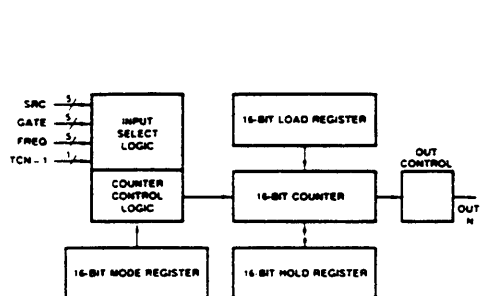 SRC 5
GATE 5
FREQ 5
TCN - 1 1
INPUT
SELECT
LOGIC
COUNTER
CONTROL
LOGIC
16-BIT LOAD REGISTER
16-BIT COUNTER
OUT
CONTROL
OUT
N
16-BIT MODE REGISTER
16-BIT HOLD REGISTER